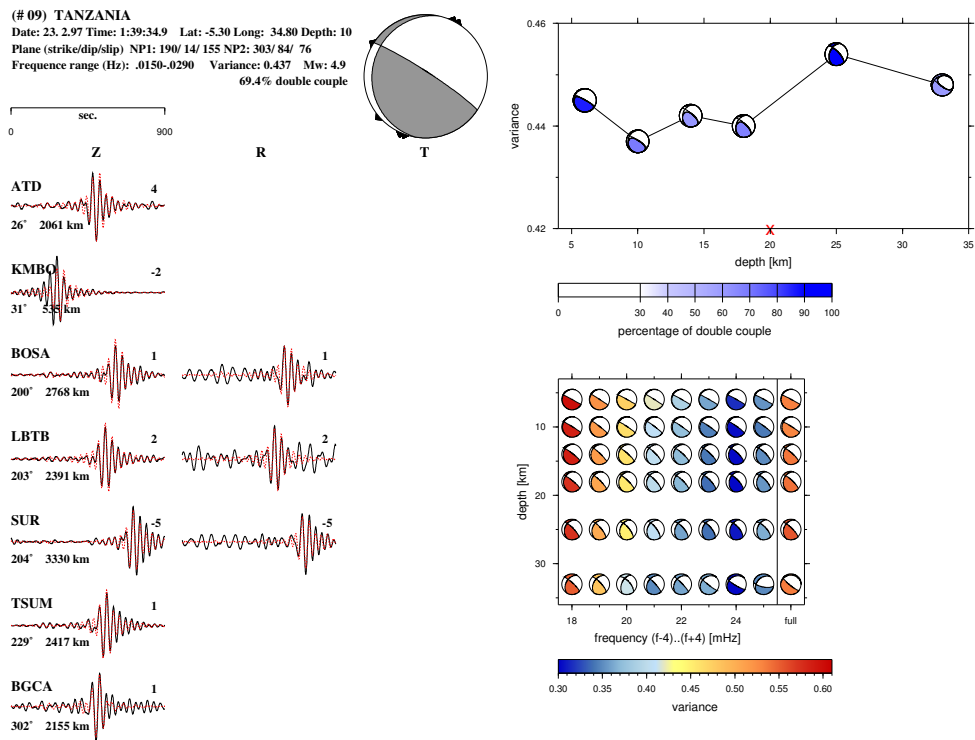 (# 09) TANZANIA
Date: 23. 2.97 Time: 1:39:34.9 Lat: -5.30 Long: 34.80 Depth: 10
Plane (strike/dip/slip) NP1: 190/ 14/ 155 NP2: 303/ 84/ 76
Frequency range (Hz): .0150-.0290 Variance: 0.437 Mw: 4.9
69.4% double couple
sec.
0 900
Z R T
ATD 4
26° 2061 km
KMBO -2
31° 535 km
BOSA 1 1
200° 2768 km
LBTB 2 2
203° 2391 km
SUR -5 -5
204° 3330 km
TSUM 1
229° 2417 km
BGCA 1
302° 2155 km
0.46
0.44
0.42
variance
x
5 10 15 20 25 30 35
depth [km]
0 30 40 50 60 70 80 90 100
percentage of double couple
10
20
30
depth [km]
18 20 22 24 full
frequency (f-4)..(f+4) [mHz]
0.30 0.35 0.40 0.45 0.50 0.55 0.60
variance